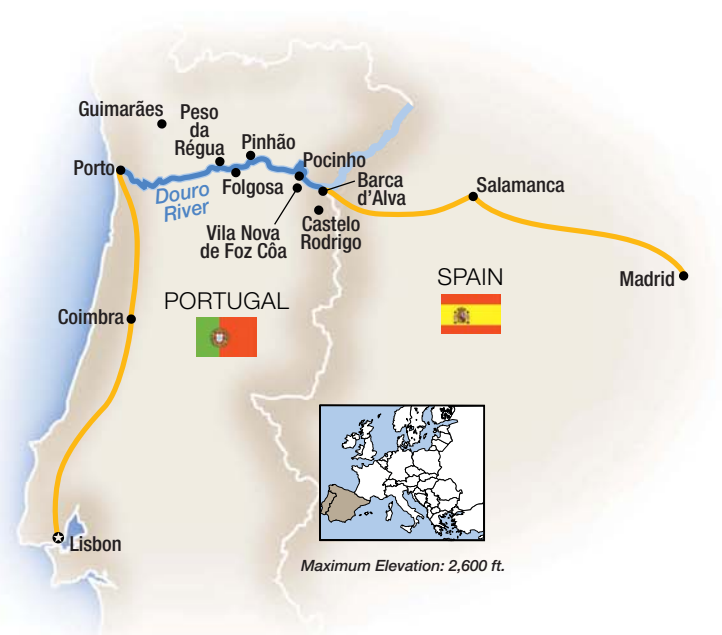 Guimarães
Peso
da
Régua
Pinhão
Porto
Pocinho
Folgosa
Douro
River
Barca
d'Alva
Salamanca
Vila Nova
de Foz Côa
Castelo
Rodrigo
SPAIN
Madrid
PORTUGAL
Coimbra
Lisbon
Maximum Elevation: 2,600 ft.